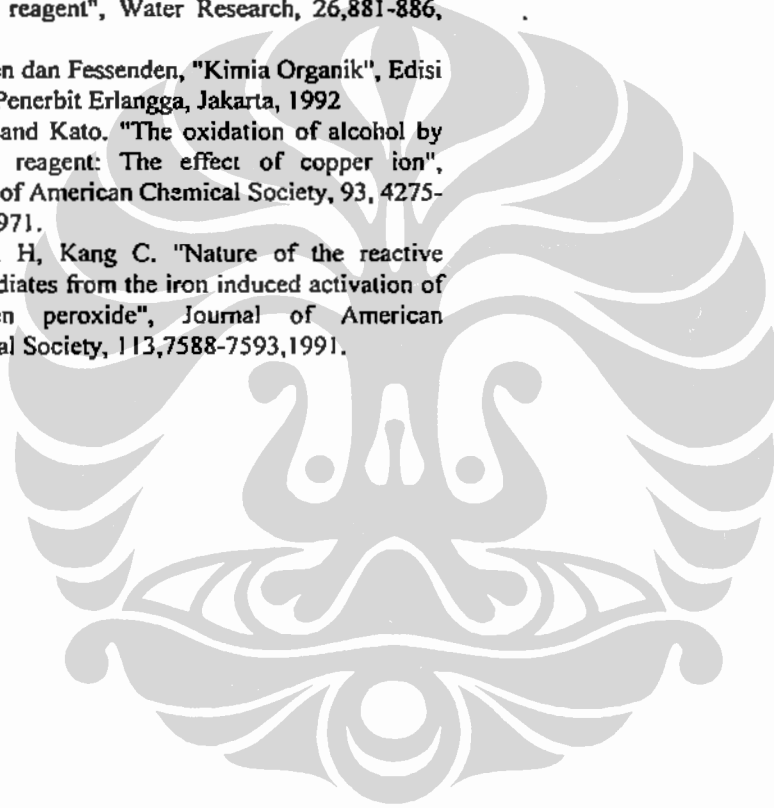 reagent", Water Research, 26,881-886,
en dan Fessenden, "Kimia Organik", Edisi
Penerbit Erlangga, Jakarta, 1992
and Kato. "The oxidation of alcohol by
reagent: The effect of copper ion",
of American Chemical Society, 93, 4275-
971.
H, Kang C. "Nature of the reactive
diates from the iron induced activation of
en peroxide", Journal of American
al Society, 113,7588-7593,1991.